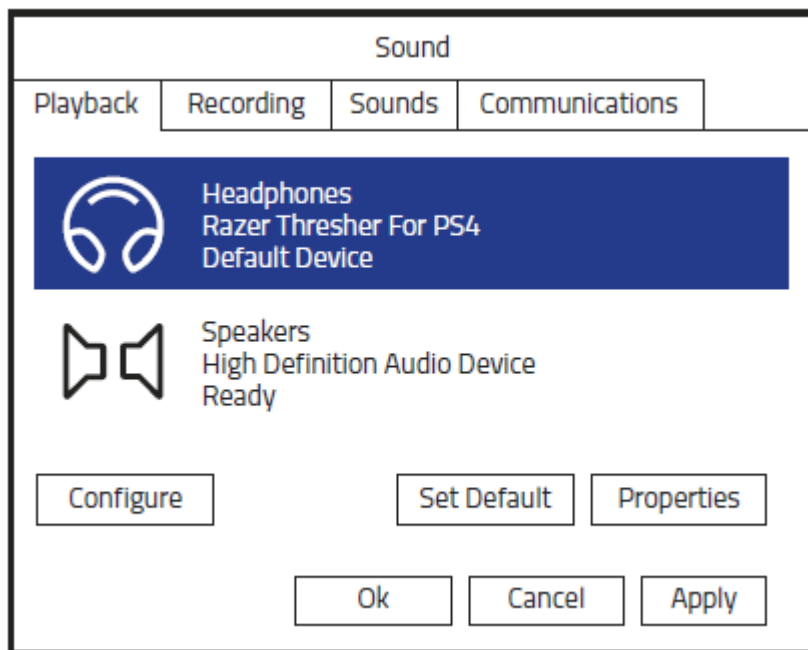 Sound
Playback Recording Sounds Communications
Headphones
Razer Thresher For PS4
Default Device
Speakers
High Definition Audio Device
Ready
Configure Set Default Properties
Ok Cancel Apply